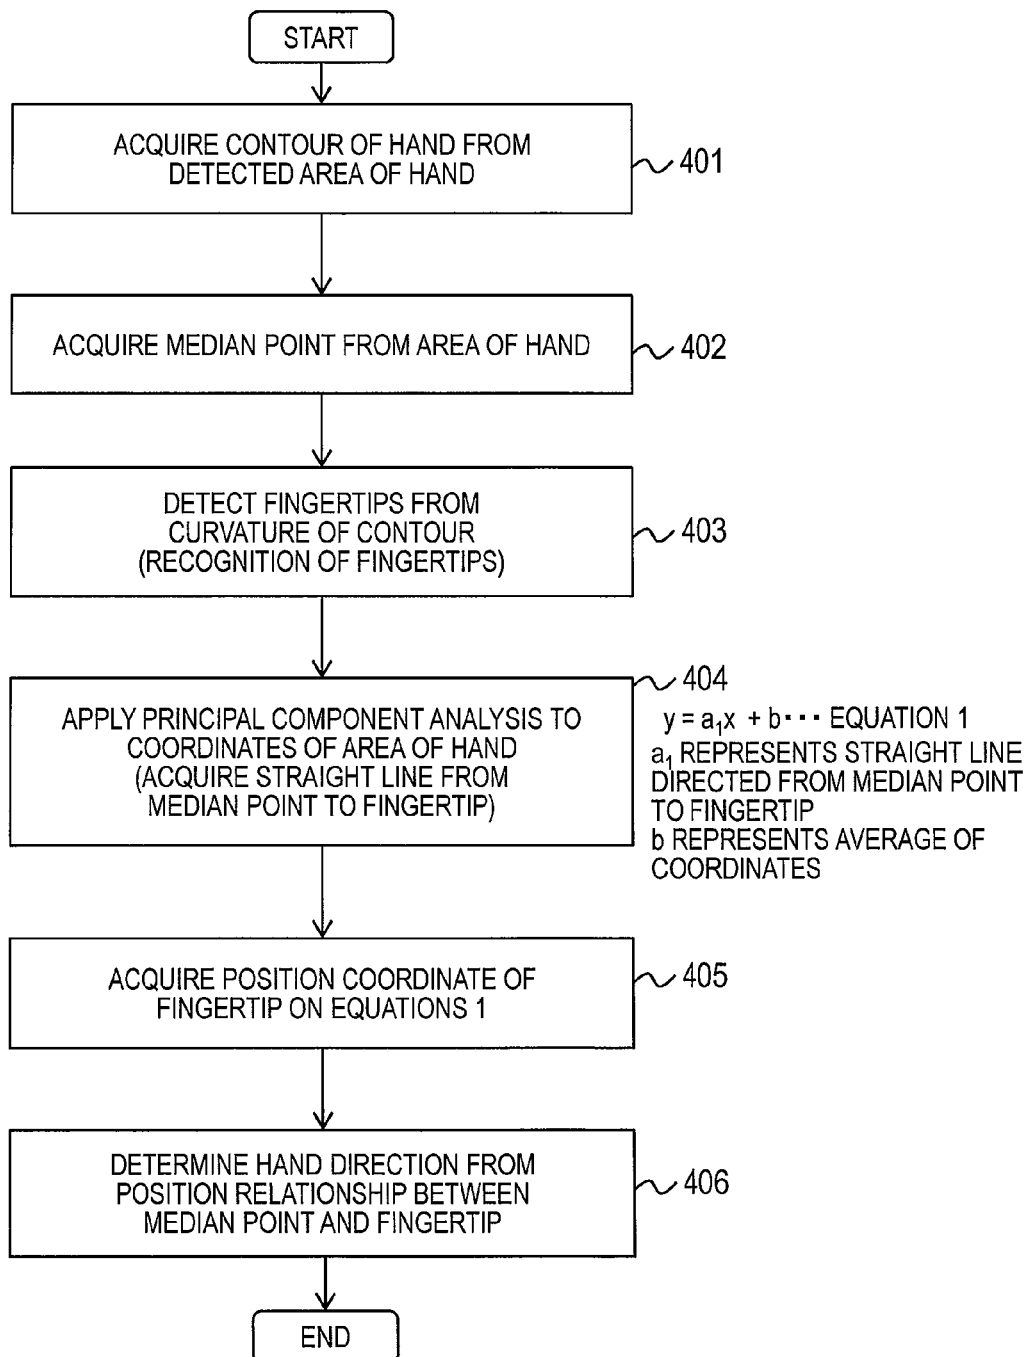 START
ACQUIRE CONTOUR OF HAND FROM
DETECTED AREA OF HAND
401
ACQUIRE MEDIAN POINT FROM AREA OF HAND
402
DETECT FINGERTIPS FROM
CURVATURE OF CONTOUR
(RECOGNITION OF FINGERTIPS)
403
APPLY PRINCIPAL COMPONENT ANALYSIS TO
COORDINATES OF AREA OF HAND
(ACQUIRE STRAIGHT LINE FROM
MEDIAN POINT TO FINGERTIP)
404
y = a₁x + b··· EQUATION 1
a₁ REPRESENTS STRAIGHT LINE
DIRECTED FROM MEDIAN POINT
TO FINGERTIP
b REPRESENTS AVERAGE OF
COORDINATES
ACQUIRE POSITION COORDINATE OF
FINGERTIP ON EQUATIONS 1
405
DETERMINE HAND DIRECTION FROM
POSITION RELATIONSHIP BETWEEN
MEDIAN POINT AND FINGERTIP
406
END